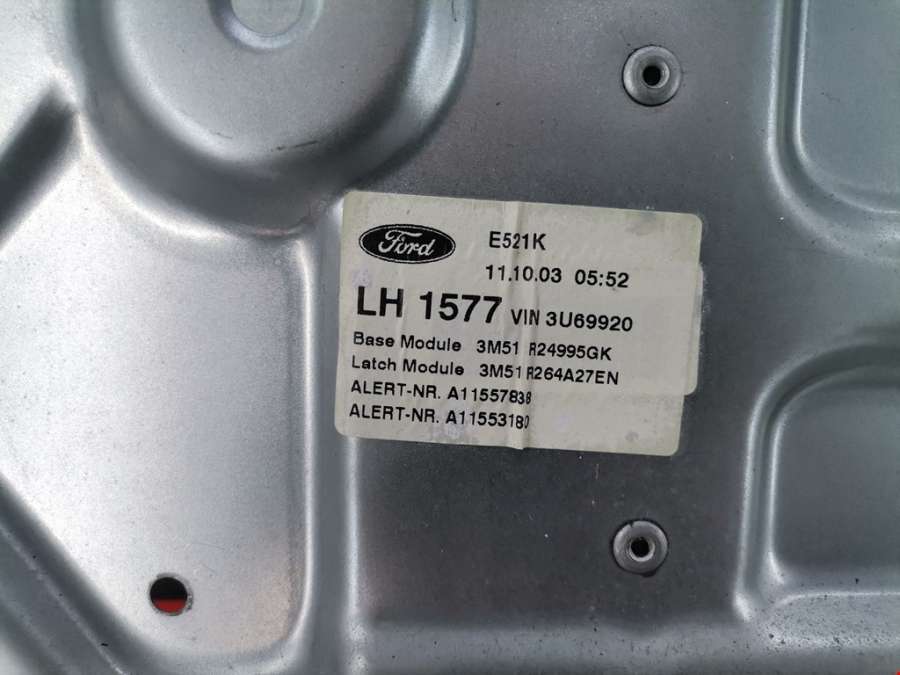 Ford E521K
11.10.03 05:52
LH 1577 VIN 3U69920
Base Module 3M51 R24995GK
Latch Module 3M51 R264A27EN
ALERT-NR. A11557838
ALERT-NR. A11553180